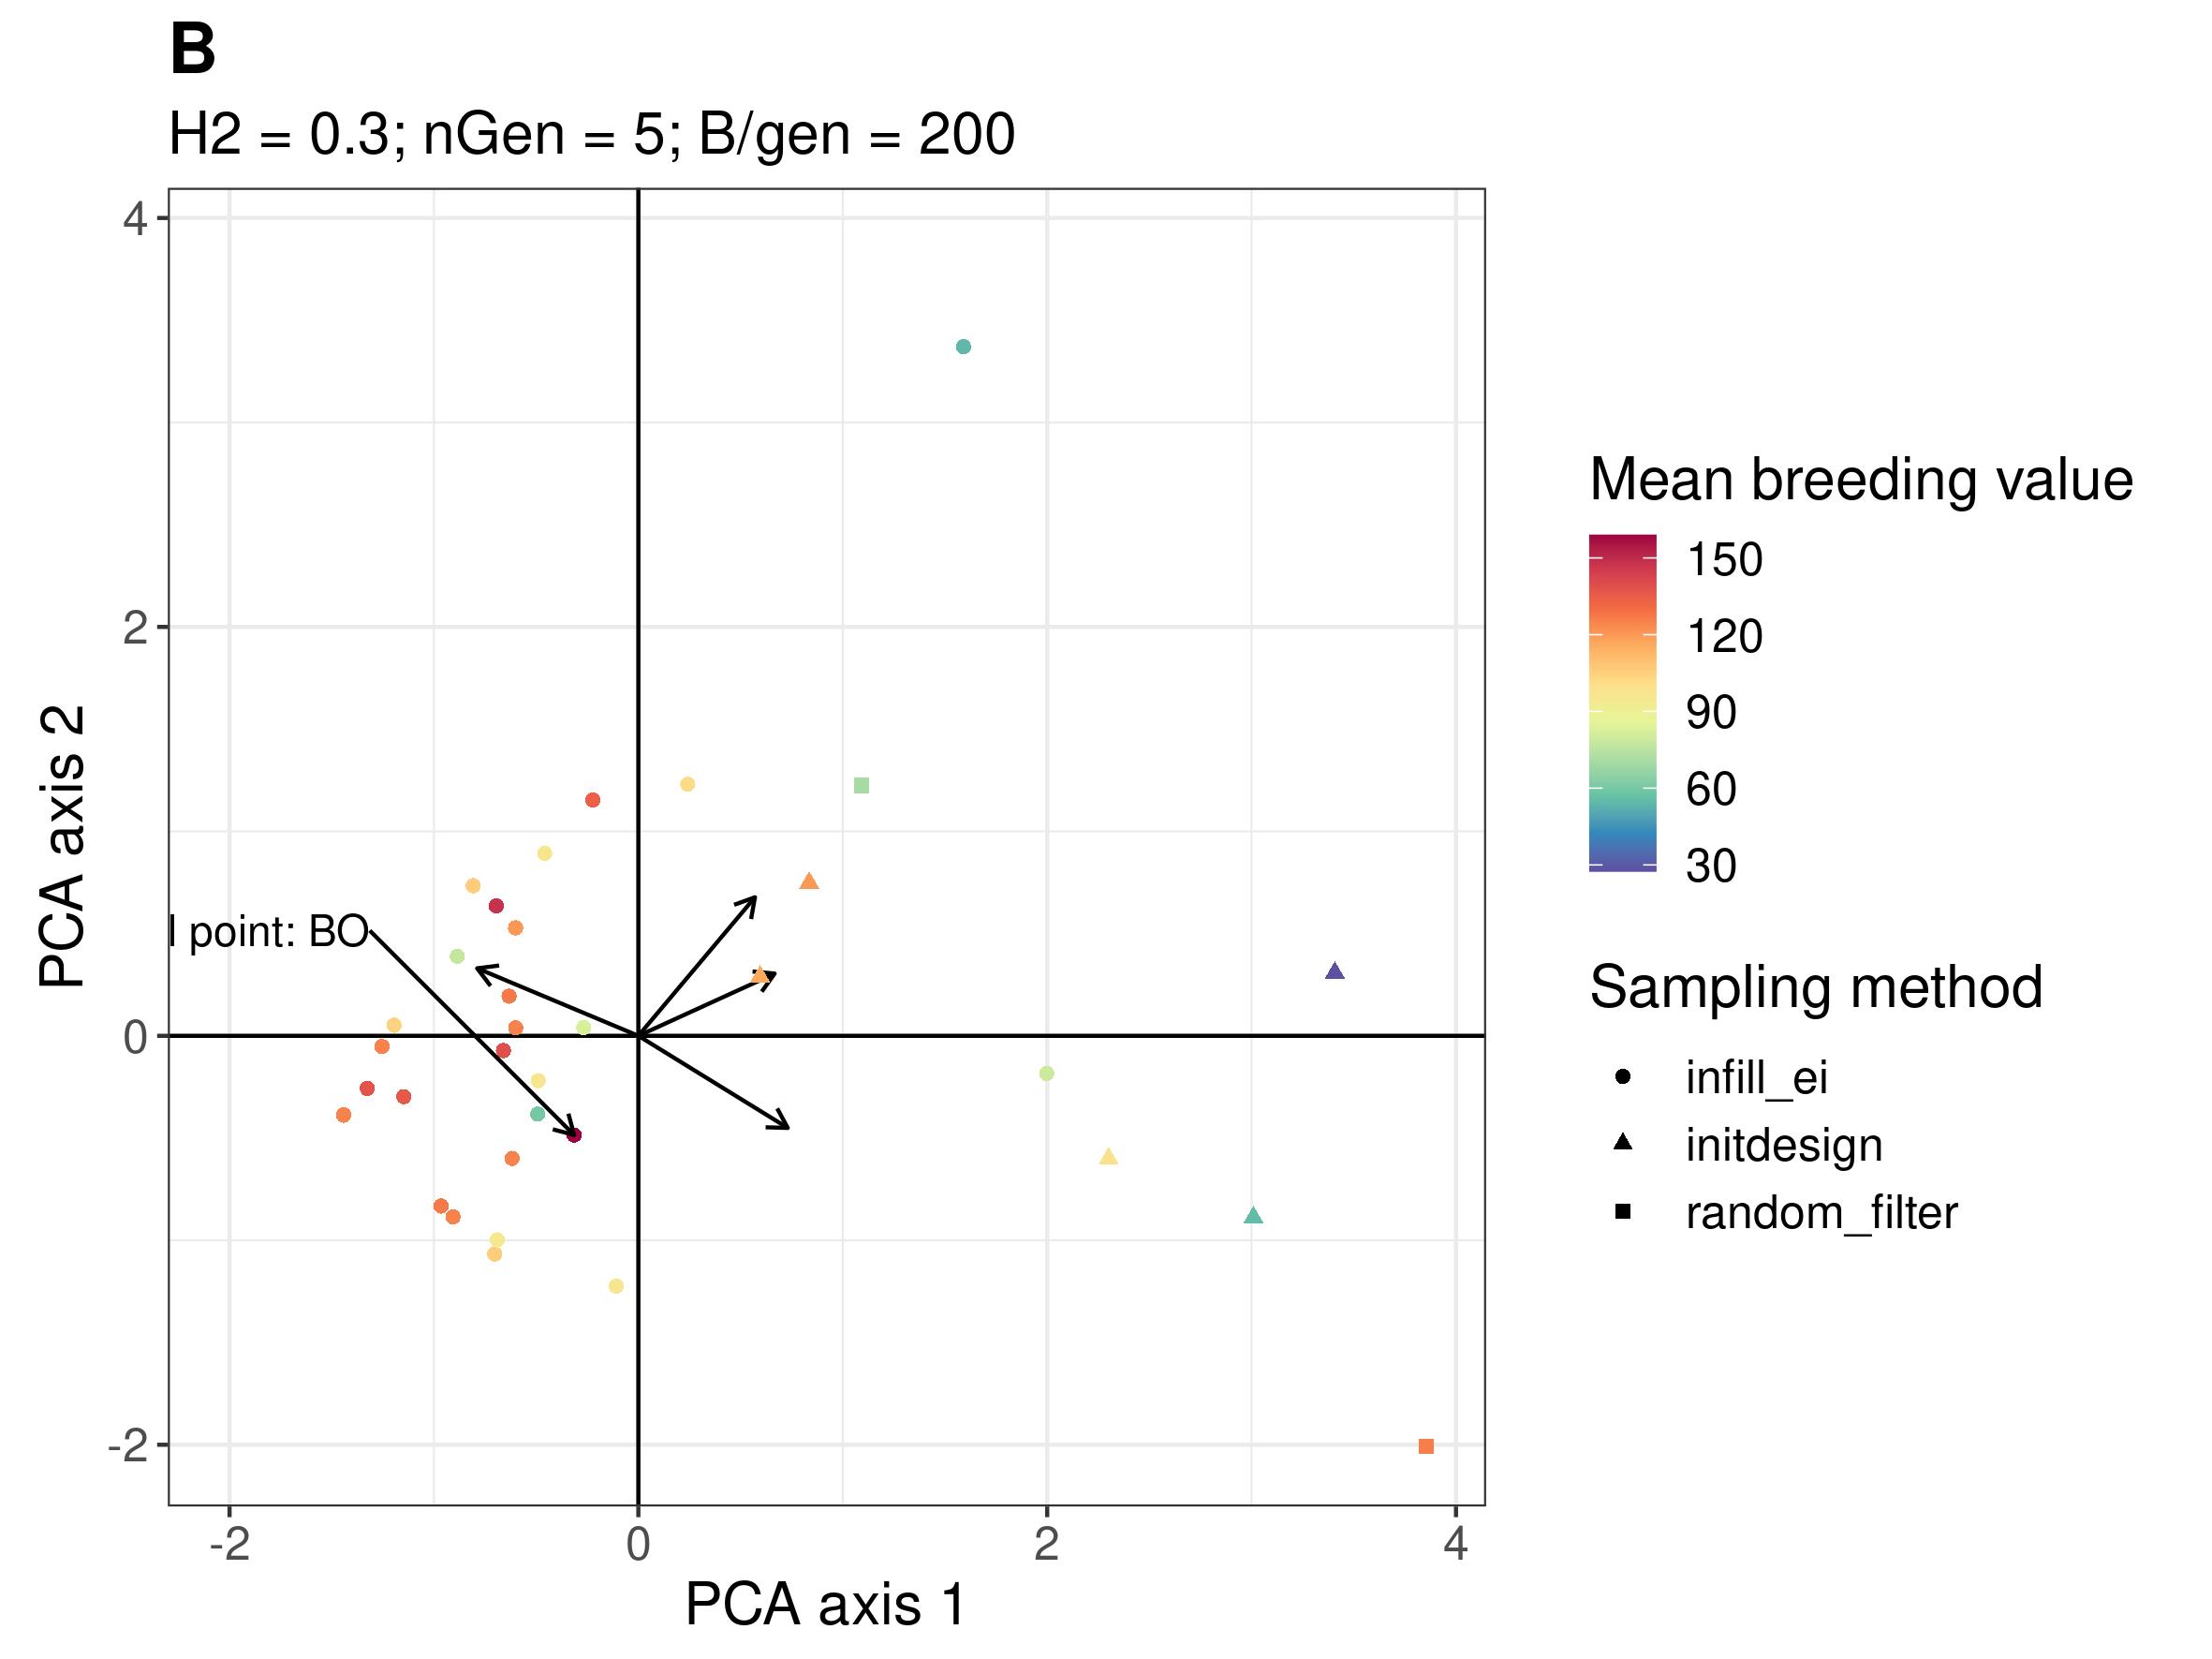 B
H2 = 0.3; nGen = 5; B/gen = 200
4
2
0
-2
PCA axis 2
point: BO
-2
0
2
4
PCA axis 1
Mean breeding value
150
120
90
60
30
Sampling method
infill_ei
initdesign
random_filter